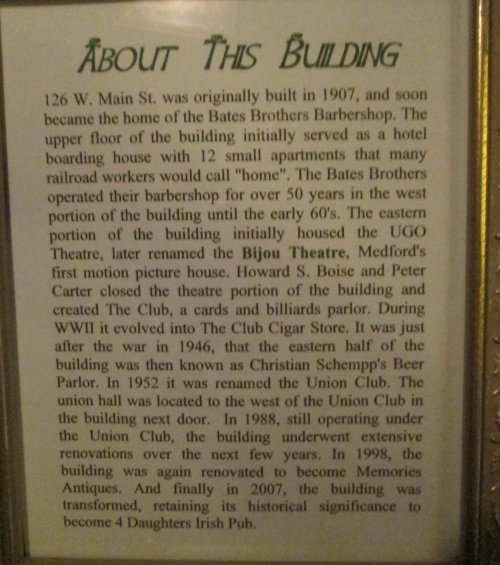 ABOUT THIS BUILDING
126 W. Main St. was originally built in 1907, and soon
became the home of the Bates Brothers Barbershop. The
upper floor of the building initially served as a hotel
boarding house with 12 small apartments that many
railroad workers would call "home". The Bates Brothers
operated their barbershop for over 50 years in the west
portion of the building until the early 60's. The eastern
portion of the building initially housed the UGO
Theatre, later renamed the Bijou Theatre, Medford's
first motion picture house. Howard S. Boise and Peter
Carter closed the theatre portion of the building and
created The Club, a cards and billiards parlor. During
WWII it evolved into The Club Cigar Store. It was just
after the war in 1946, that the eastern half of the
building was then known as Christian Schempp's Beer
Parlor. In 1952 it was renamed the Union Club. The
union hall was located to the west of the Union Club in
the building next door. In 1988, still operating under
the Union Club, the building underwent extensive
renovations over the next few years. In 1998, the
building was again renovated to become Memories
Antiques. And finally in 2007, the building was
transformed, retaining its historical significance to
become 4 Daughters Irish Pub.